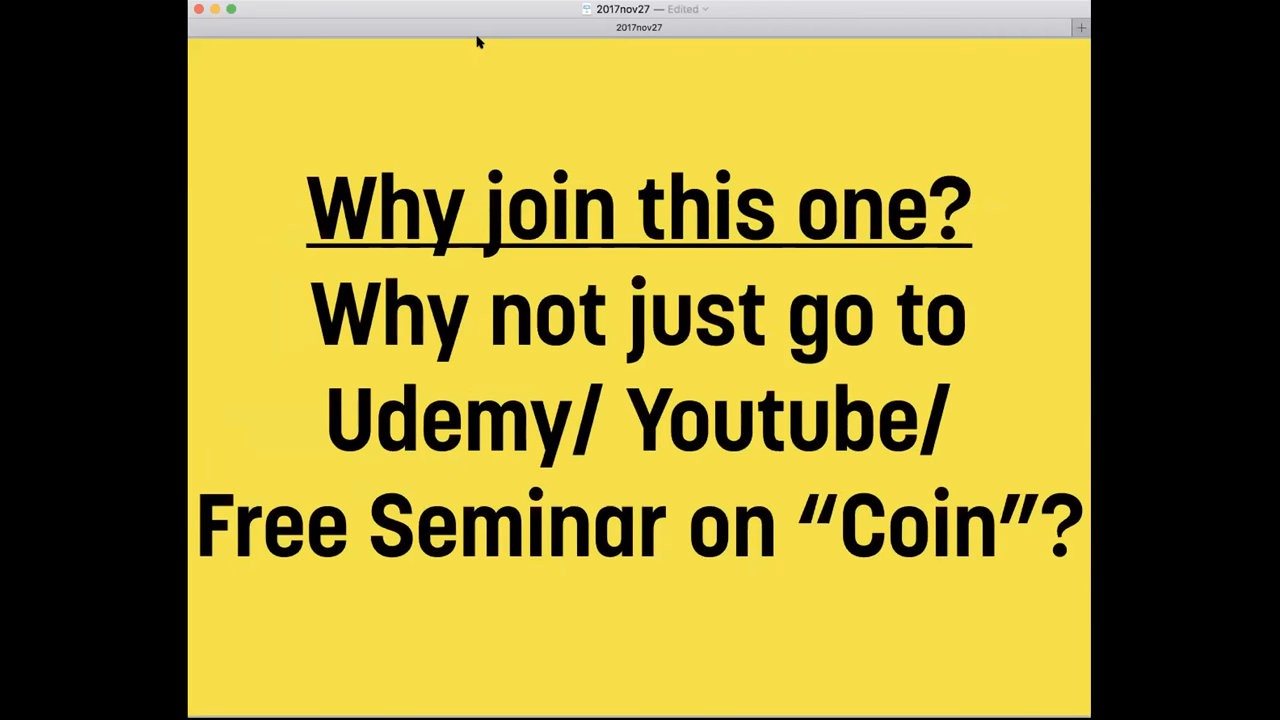 2017nov27 — Edited
2017nov27
Why join this one?
Why not just go to
Udemy/ Youtube/
Free Seminar on “Coin”?